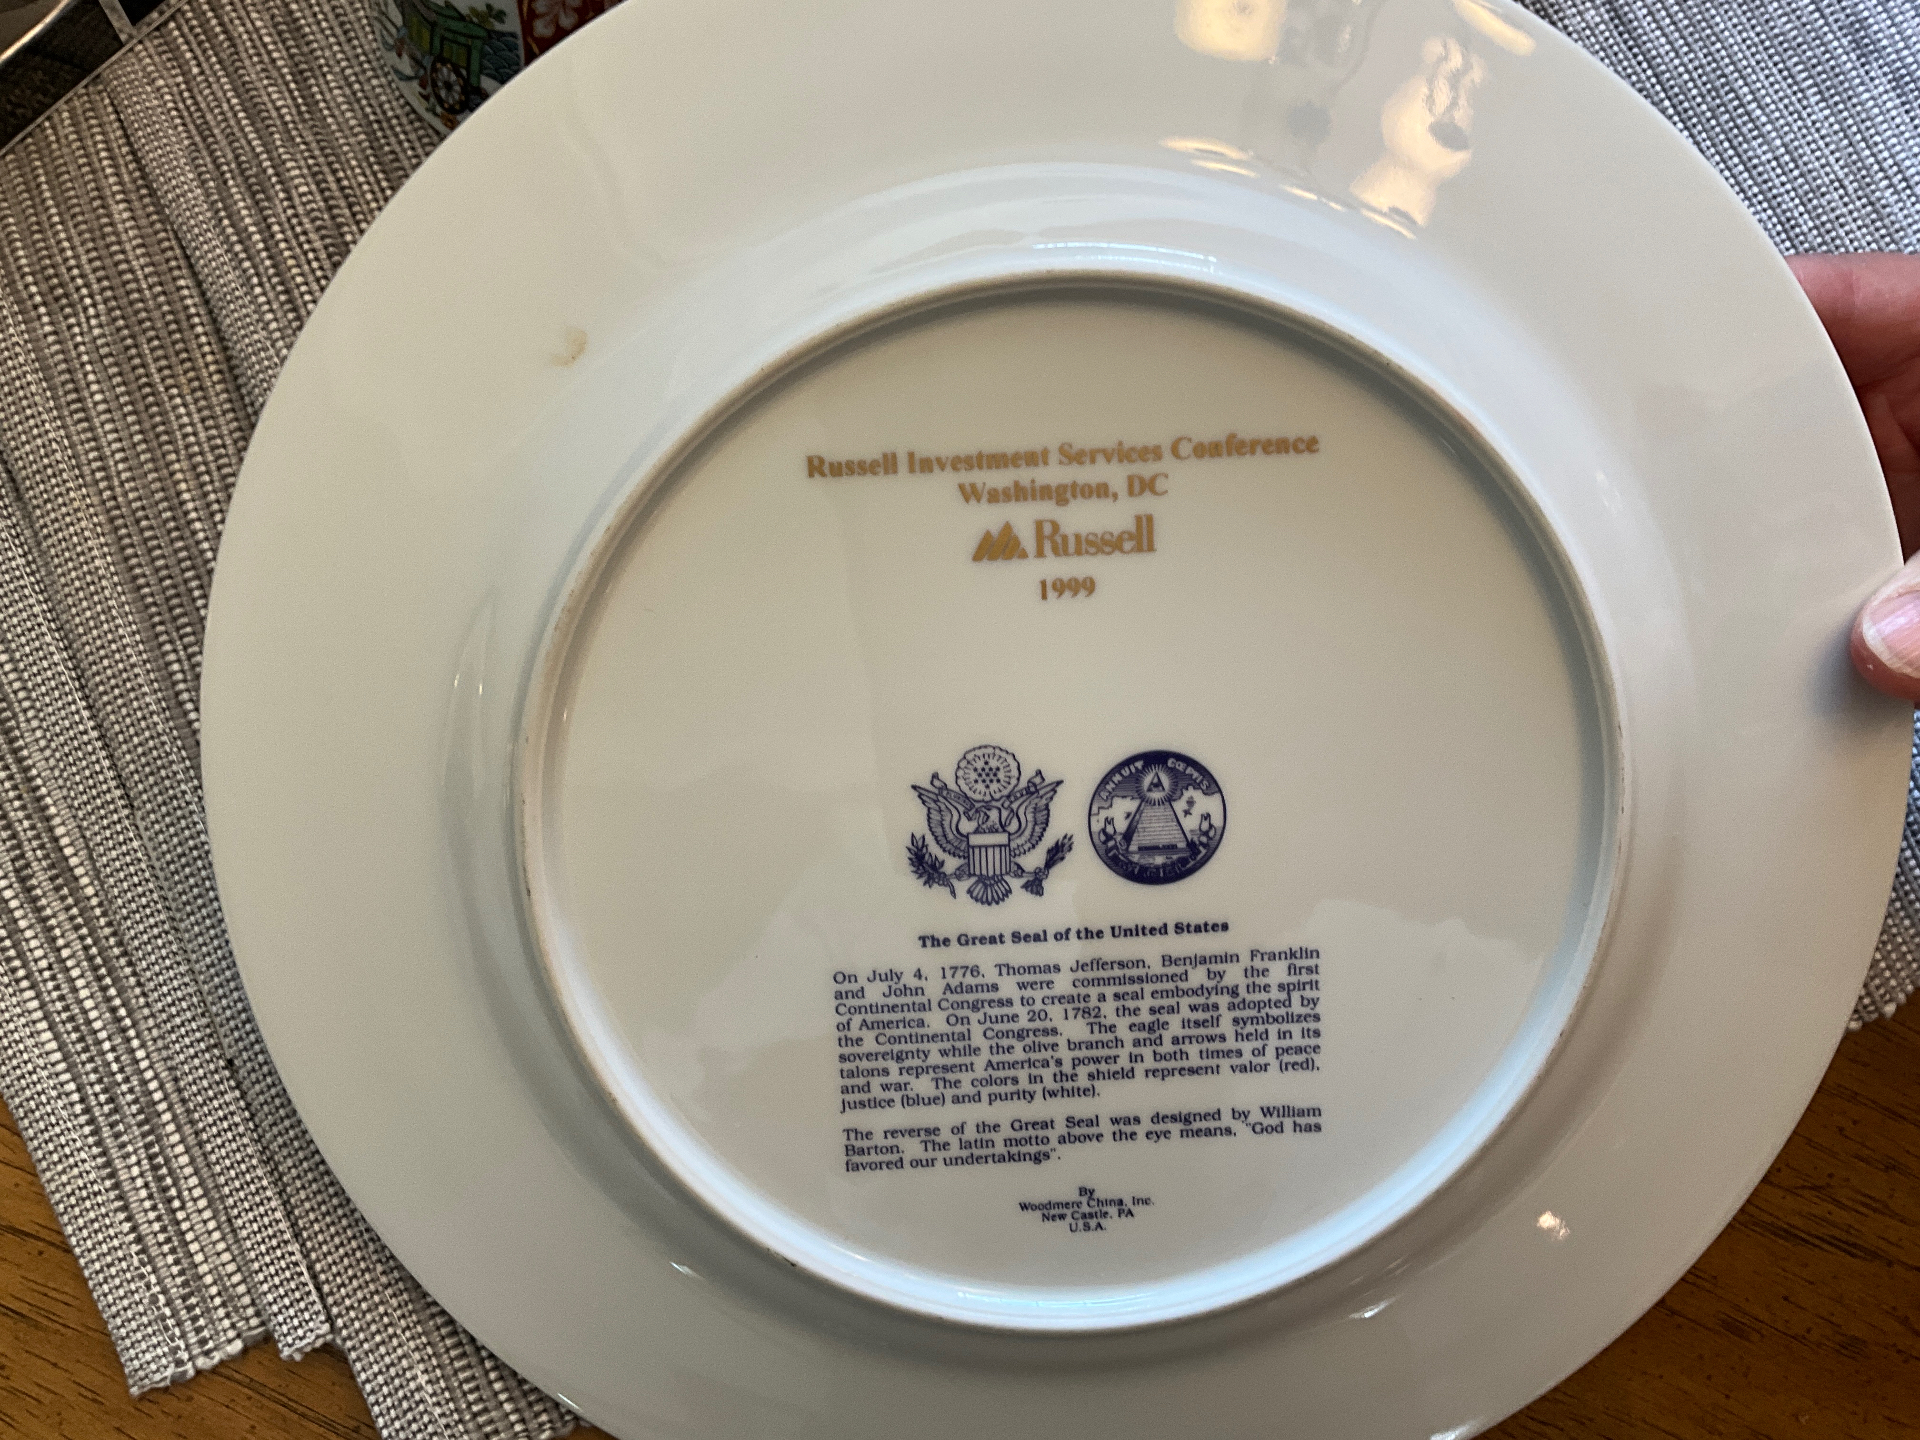 Russell Investment Services Conference
Washington, DC
Russell
1999
ANNUIT CŒPTIS
The Great Seal of the United States
On July 4, 1776, Thomas Jefferson, Benjamin Franklin
and John Adams were commissioned by the first
Continental Congress to create a seal embodying the spirit
of America. On June 20, 1782, the seal was adopted by
the Continental Congress. The eagle itself symbolizes
sovereignty while the olive branch and arrows held in its
talons represent America's power in both times of peace
and war. The colors in the shield represent valor (red),
justice (blue) and purity (white).
The reverse of the Great Seal was designed by William
Barton. The latin motto above the eye means, "God has
favored our undertakings".
By
Woodmere China, Inc.
New Castle, PA
U.S.A.